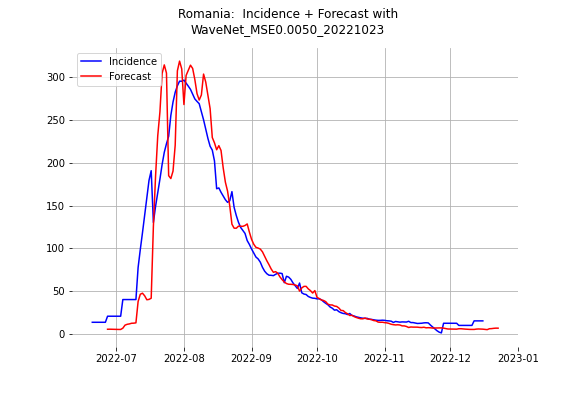 Romania:  Incidence + Forecast with
WaveNet_MSE0.0050_20221023
Incidence
Forecast
300
250
200
150
100
50
0
2022-07 2022-08 2022-09 2022-10 2022-11 2022-12 2023-01